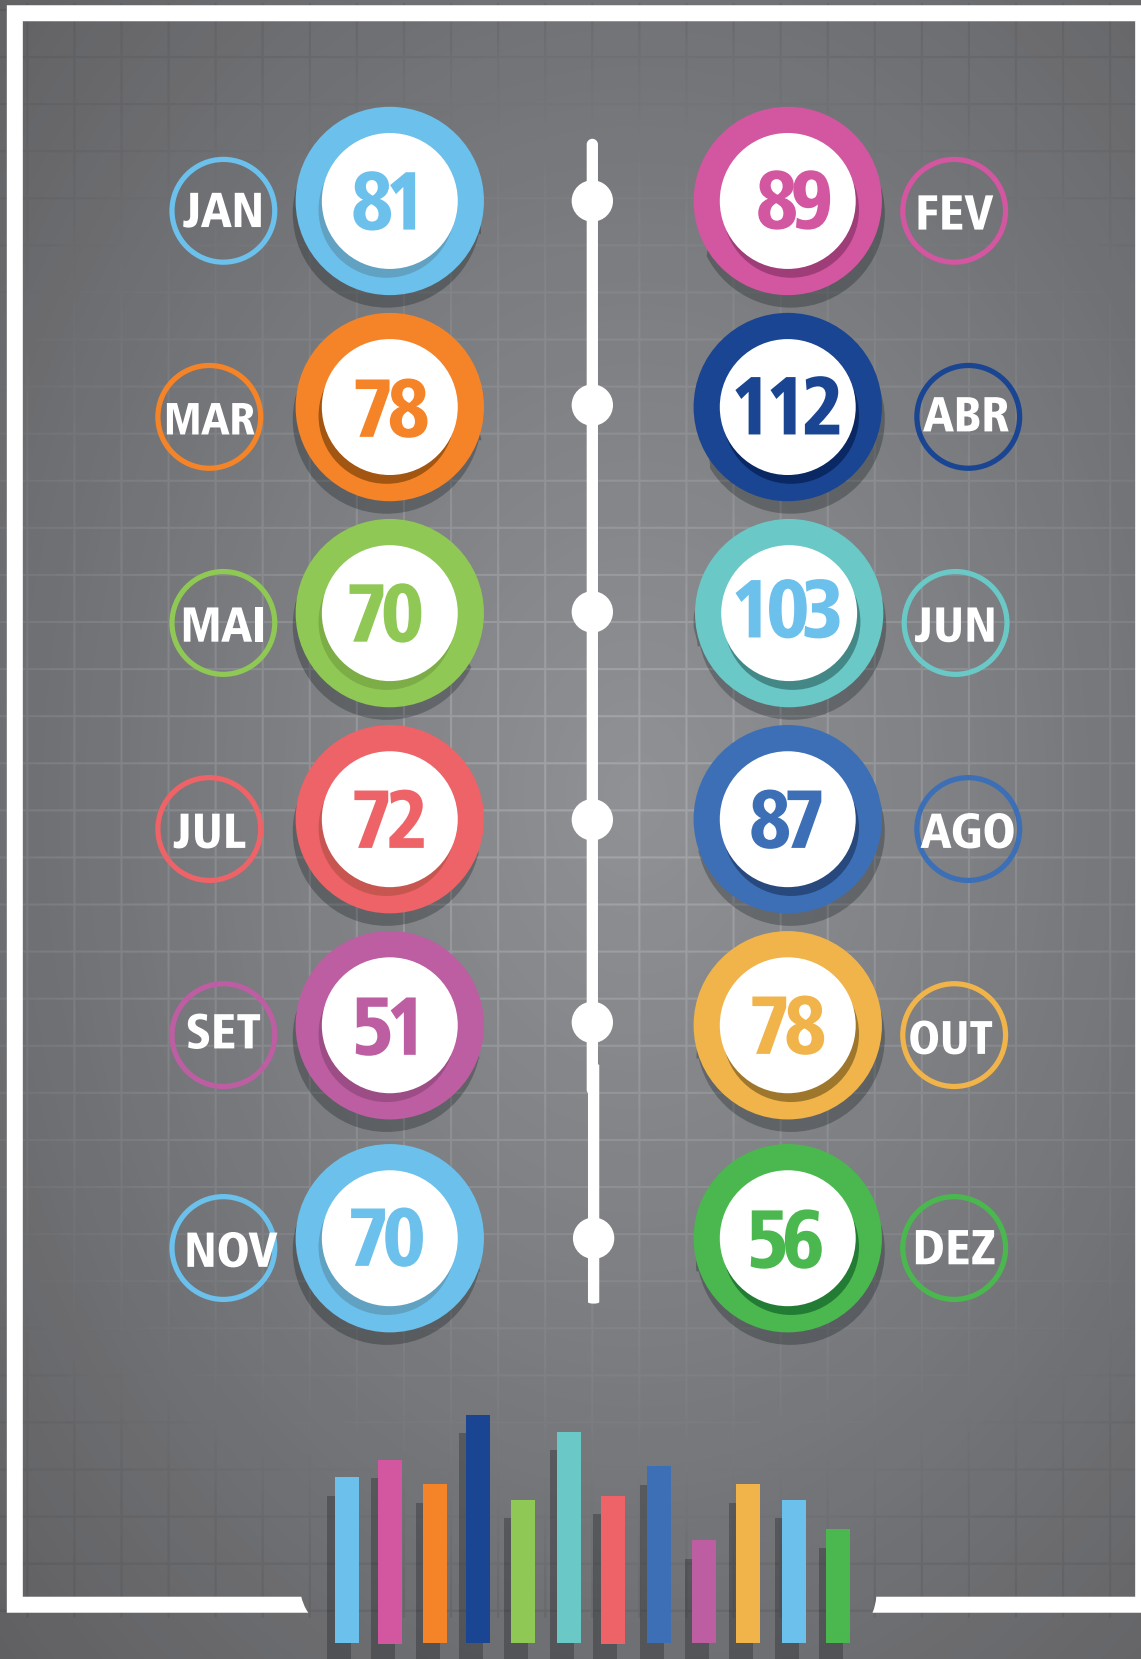 JAN 81 89 FEV
MAR 78 112 ABR
MAI 70 103 JUN
JUL 72 87 AGO
SET 51 78 OUT
NOV 70 56 DEZ